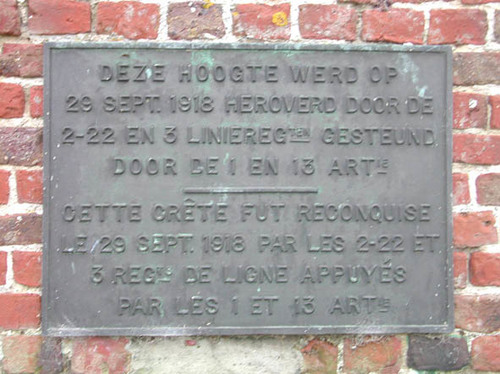 DÊZE HOOGTE WERD OP
29 SEPT. 1918 HEROVERD DOOR DE
2-22 EN 3 LINIEREGTEN GESTEUND
DOOR DE 1 EN 13 ARTIE
CETTE CRÊTE FUT RECONQUISE
LE 29 SEPT. 1918 PAR LES 2-22 ET
3 REGTS DE LIGNE APPUYÉS
PAR LES 1 ET 13 ARTIE